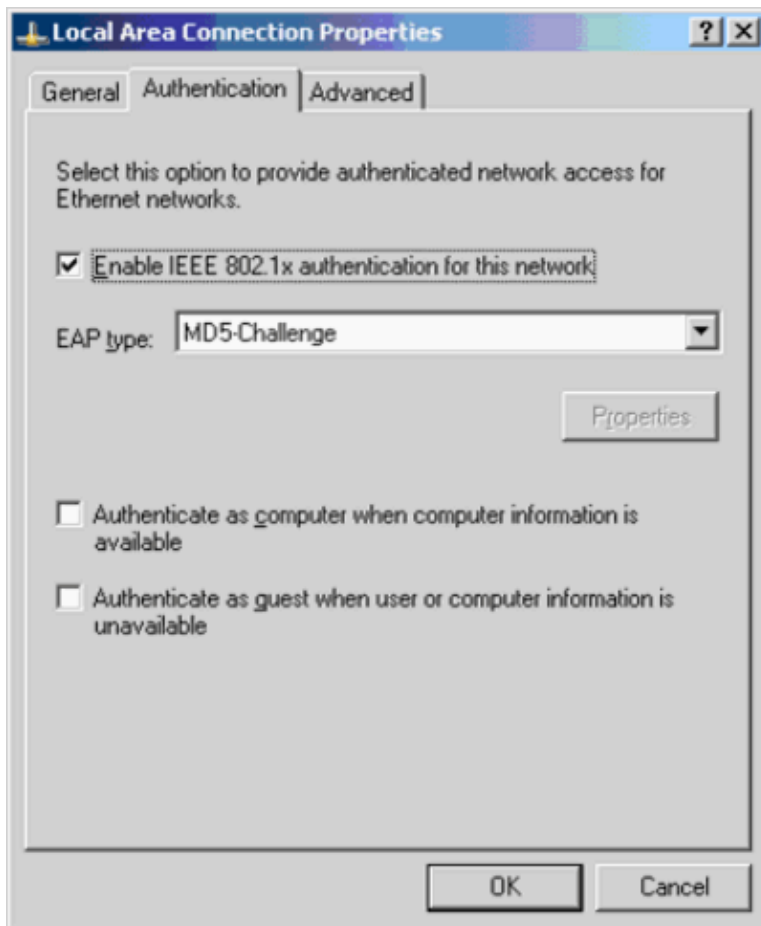 Local Area Connection Properties
General Authentication Advanced
Select this option to provide authenticated network access for
Ethernet networks.
Enable IEEE 802.1x authentication for this network
EAP type: MD5-Challenge
Properties
Authenticate as computer when computer information is
available
Authenticate as guest when user or computer information is
unavailable
OK Cancel